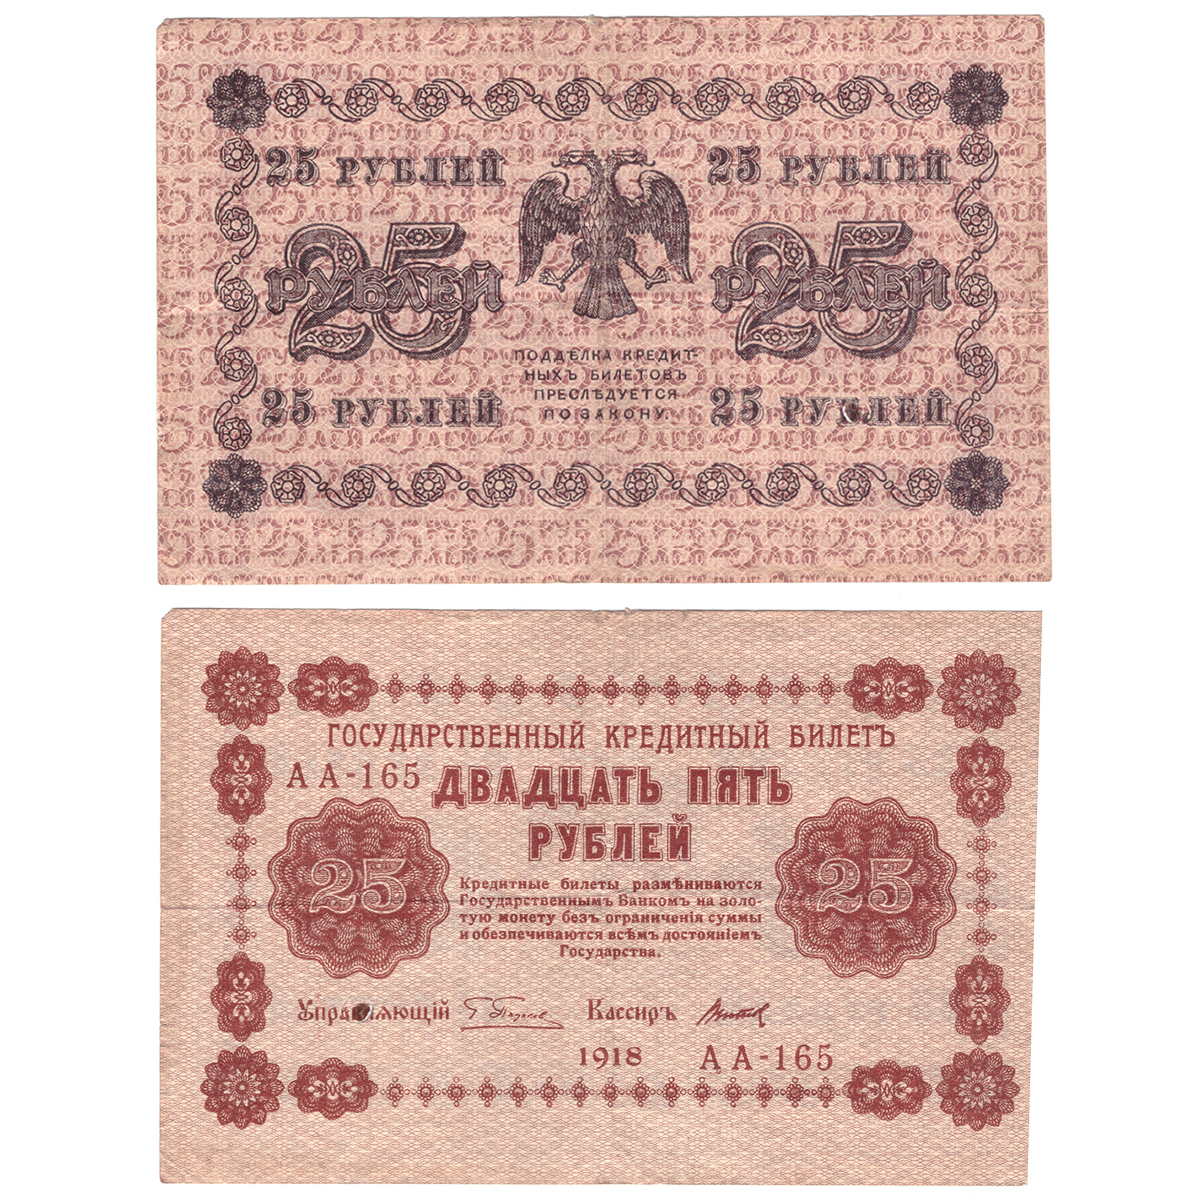 25 РУБЛЕЙ 25 РУБЛЕЙ
25 РУБЛЕЙ 25 РУБЛЕЙ
ПОДДѢЛКА КРЕДИТ-
НЫХЪ БИЛЕТОВЪ
ПРЕСЛѢДУЕТСЯ
ПО ЗАКОНУ.
25 РУБЛЕЙ 25 РУБЛЕЙ
ГОСУДАРСТВЕННЫЙ КРЕДИТНЫЙ БИЛЕТЪ
АА-165
ДВАДЦАТЬ ПЯТЬ
РУБЛЕЙ
25 25
Кредитные билеты размѣниваются
Государственнымъ Банкомъ на золо-
тую монету безъ ограниченія суммы
и обезпечиваются всѣмъ достояніемъ
Государства.
Управляющій Кассиръ
1918 АА-165